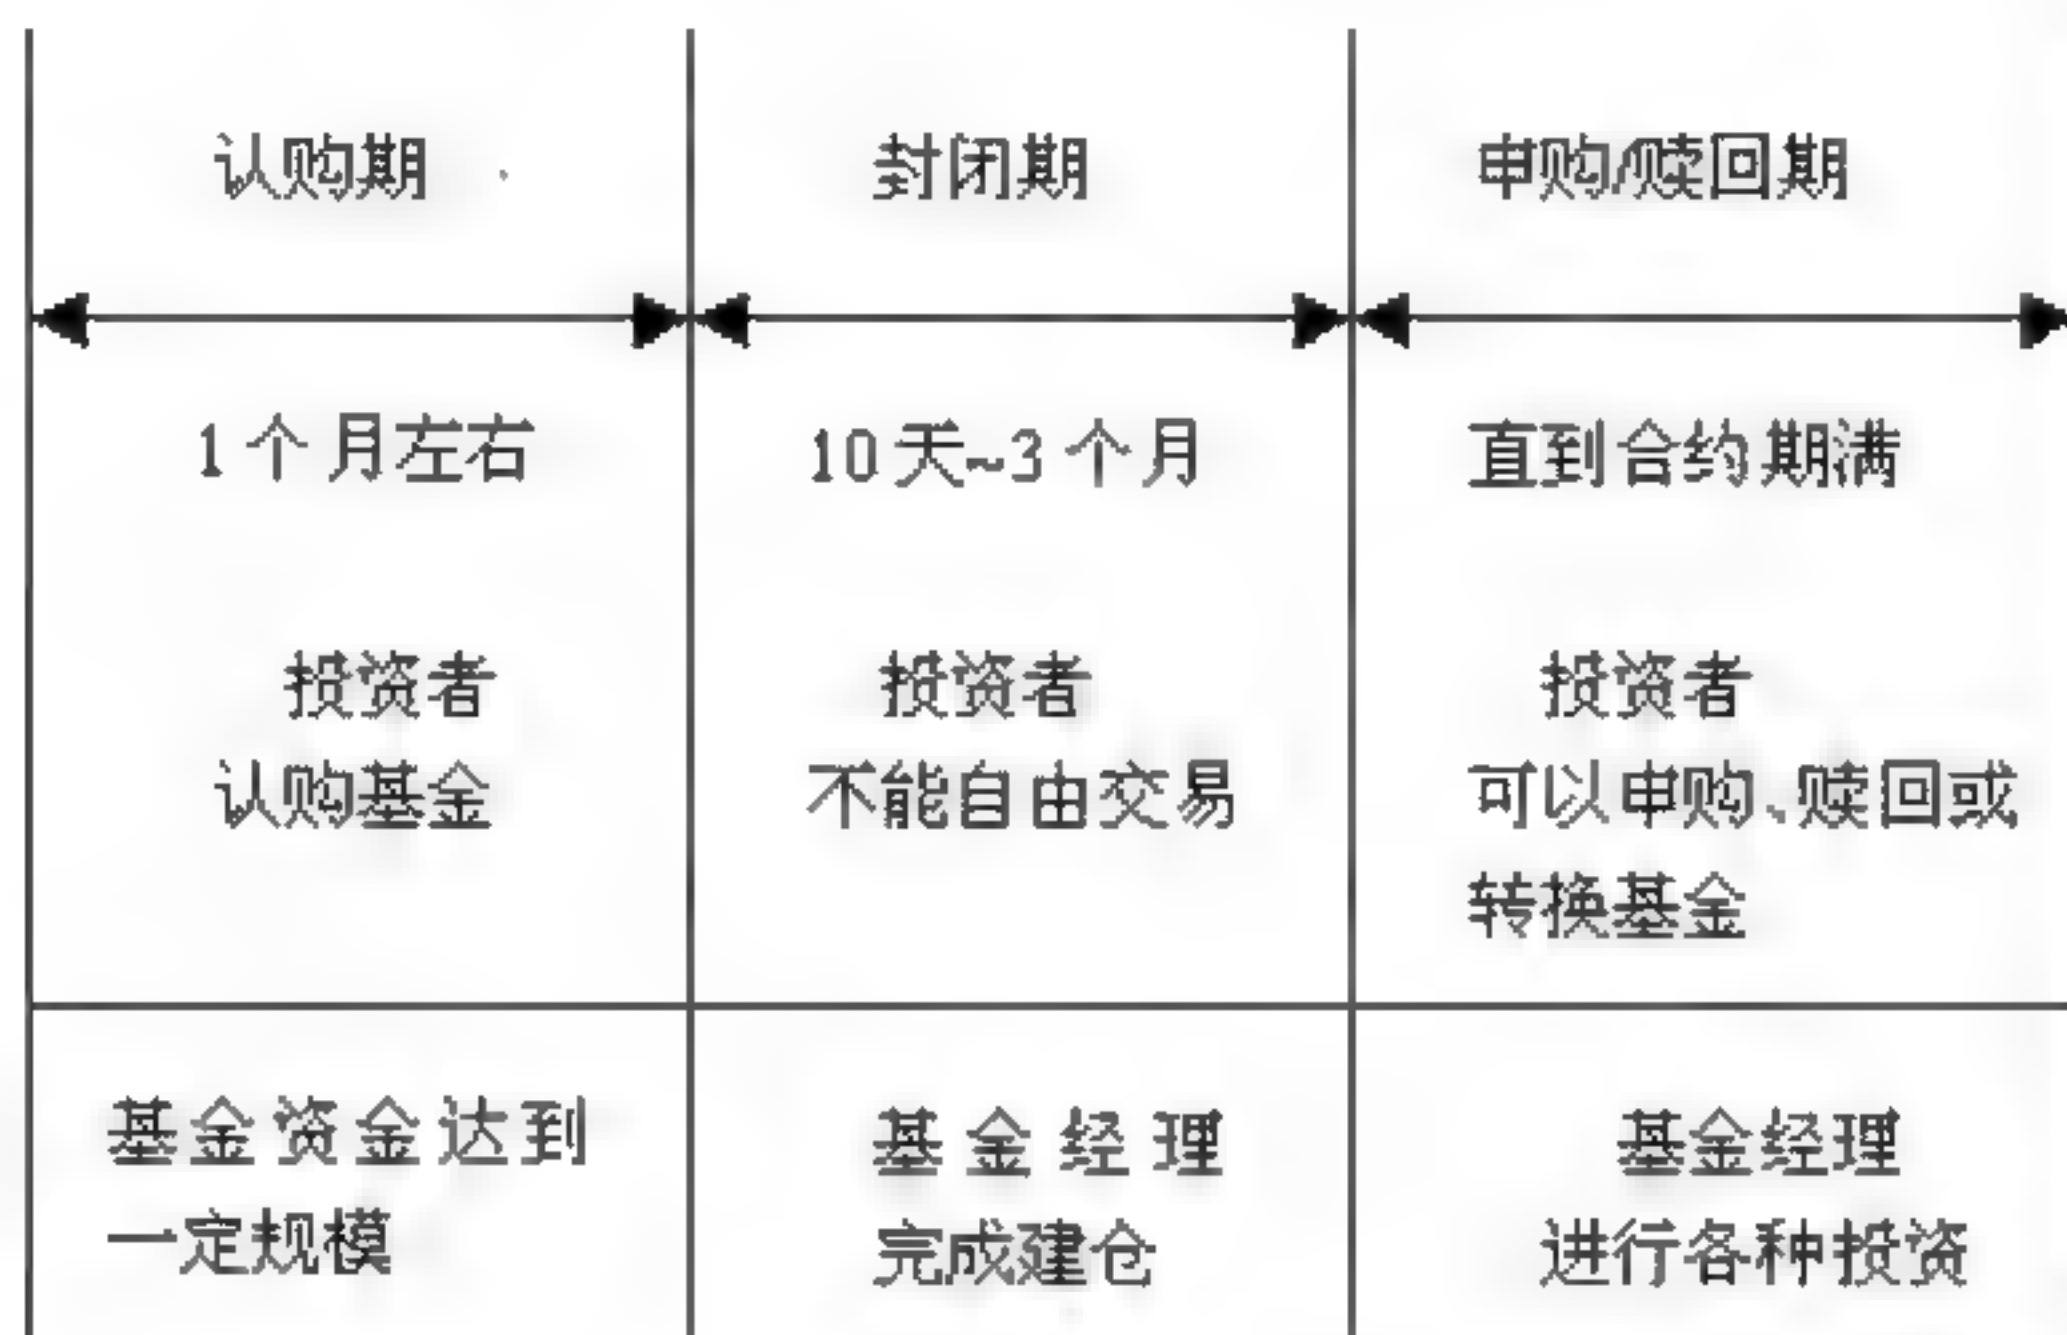 认购期
封闭期
申购/赎回期
1个月左右
10天~3个月
直到合约期满
投资者
认购基金
投资者
不能自由交易
投资者
可以申购、赎回或
转换基金
基金资金达到
一定规模
基金经理
完成建仓
基金经理
进行各种投资